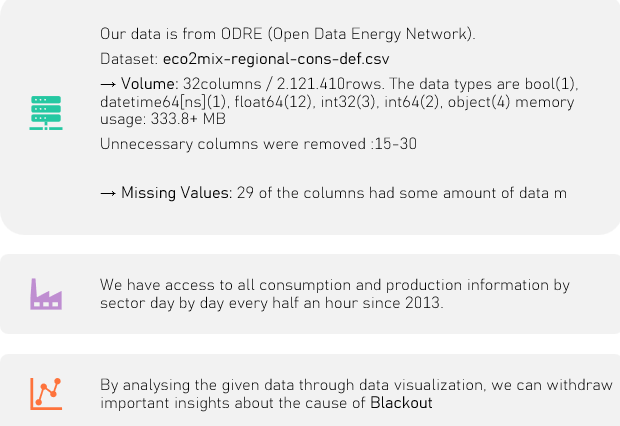 Our data is from ODRE (Open Data Energy Network).
Dataset: eco2mix-regional-cons-def.csv
→ Volume: 32columns / 2.121.410rows. The data types are bool(1),
datetime64[ns](1), float64(12), int32(3), int64(2), object(4) memory
usage: 333.8+ MB
Unnecessary columns were removed :15-30
→ Missing Values: 29 of the columns had some amount of data m
We have access to all consumption and production information by
sector day by day every half an hour since 2013.
By analysing the given data through data visualization, we can withdraw
important insights about the cause of Blackout